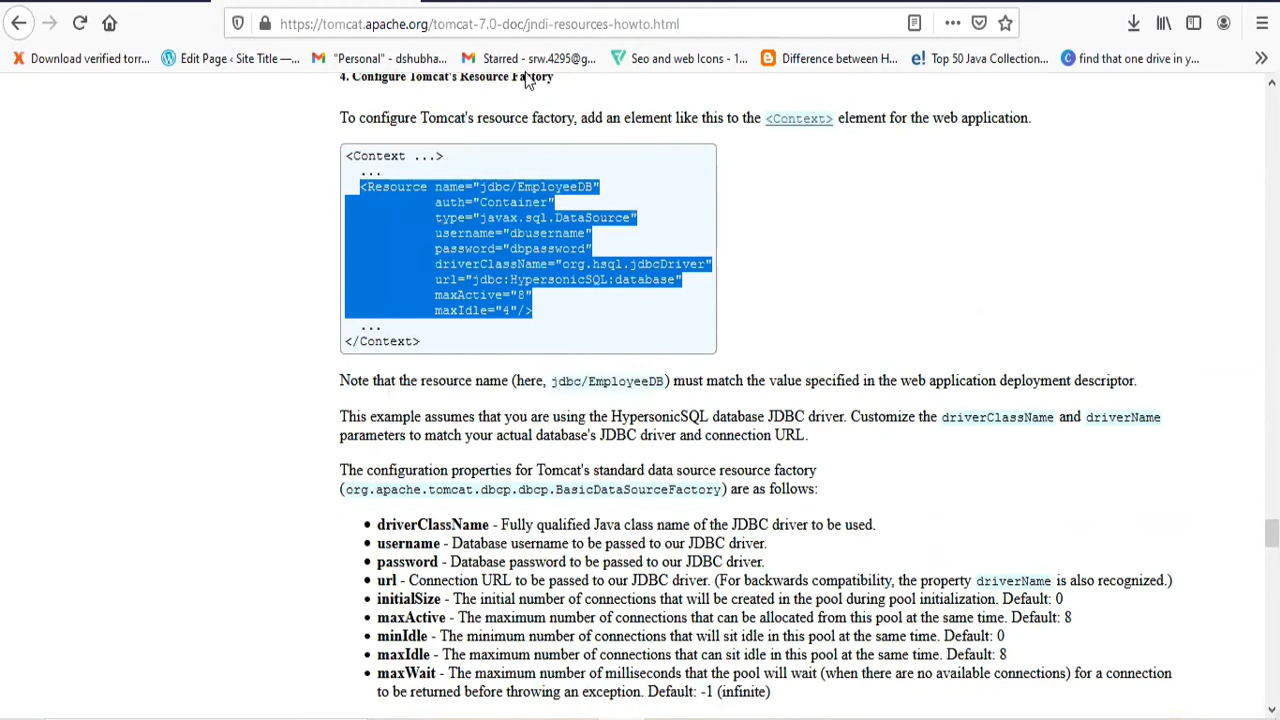 https://tomcat.apache.org/tomcat-7.0-doc/jndi-resources-howto.html
Download verified torr... Edit Page ‹ Site Title —... "Personal" - dshubha... Starred - srw.4295@g... Seo and web Icons - 1... Difference between H... Top 50 Java Collection... find that one drive in y...
4. Configure Tomcat's Resource Factory
To configure Tomcat's resource factory, add an element like this to the <Context> element for the web application.
<Context ...>
...
<Resource name="jdbc/EmployeeDB"
auth="Container"
type="javax.sql.DataSource"
username="dbusername"
password="dbpassword"
driverClassName="org.hsql.jdbcDriver"
url="jdbc:HypersonicSQL:database"
maxActive="8"
maxIdle="4"/>
...
</Context>
Note that the resource name (here, jdbc/EmployeeDB) must match the value specified in the web application deployment descriptor.
This example assumes that you are using the HypersonicSQL database JDBC driver. Customize the driverClassName and driverName
parameters to match your actual database's JDBC driver and connection URL.
The configuration properties for Tomcat's standard data source resource factory
(org.apache.tomcat.dbcp.dbcp.BasicDataSourceFactory) are as follows:
• driverClassName - Fully qualified Java class name of the JDBC driver to be used.
• username - Database username to be passed to our JDBC driver.
• password - Database password to be passed to our JDBC driver.
• url - Connection URL to be passed to our JDBC driver. (For backwards compatibility, the property driverName is also recognized.)
• initialSize - The initial number of connections that will be created in the pool during pool initialization. Default: 0
• maxActive - The maximum number of connections that can be allocated from this pool at the same time. Default: 8
• minIdle - The minimum number of connections that will sit idle in this pool at the same time. Default: 0
• maxIdle - The maximum number of connections that can sit idle in this pool at the same time. Default: 8
• maxWait - The maximum number of milliseconds that the pool will wait (when there are no available connections) for a connection
to be returned before throwing an exception. Default: -1 (infinite)